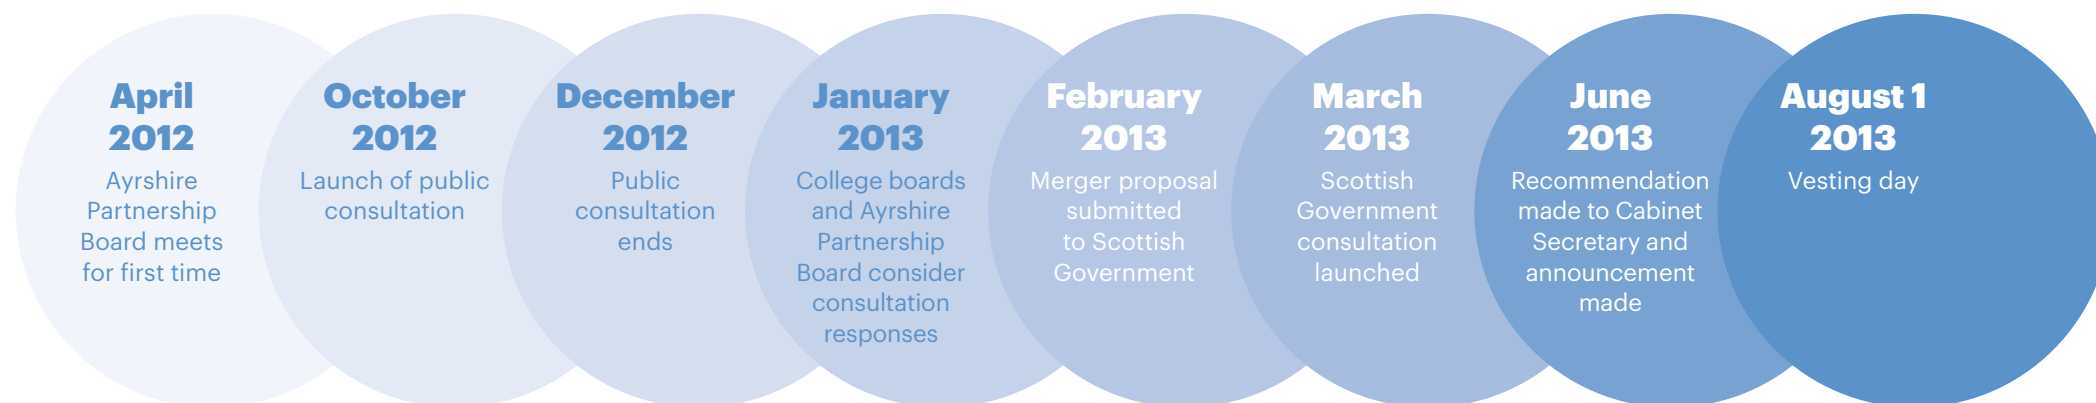 April
2012
Ayrshire
Partnership
Board meets
for first time
October
2012
Launch of public
consultation
December
2012
Public
consultation
ends
January
2013
College boards
and Ayrshire
Partnership
Board consider
consultation
responses
February
2013
Merger proposal
submitted
to Scottish
Government
March
2013
Scottish
Government
consultation
launched
June
2013
Recommendation
made to Cabinet
Secretary and
announcement
made
August 1
2013
Vesting day